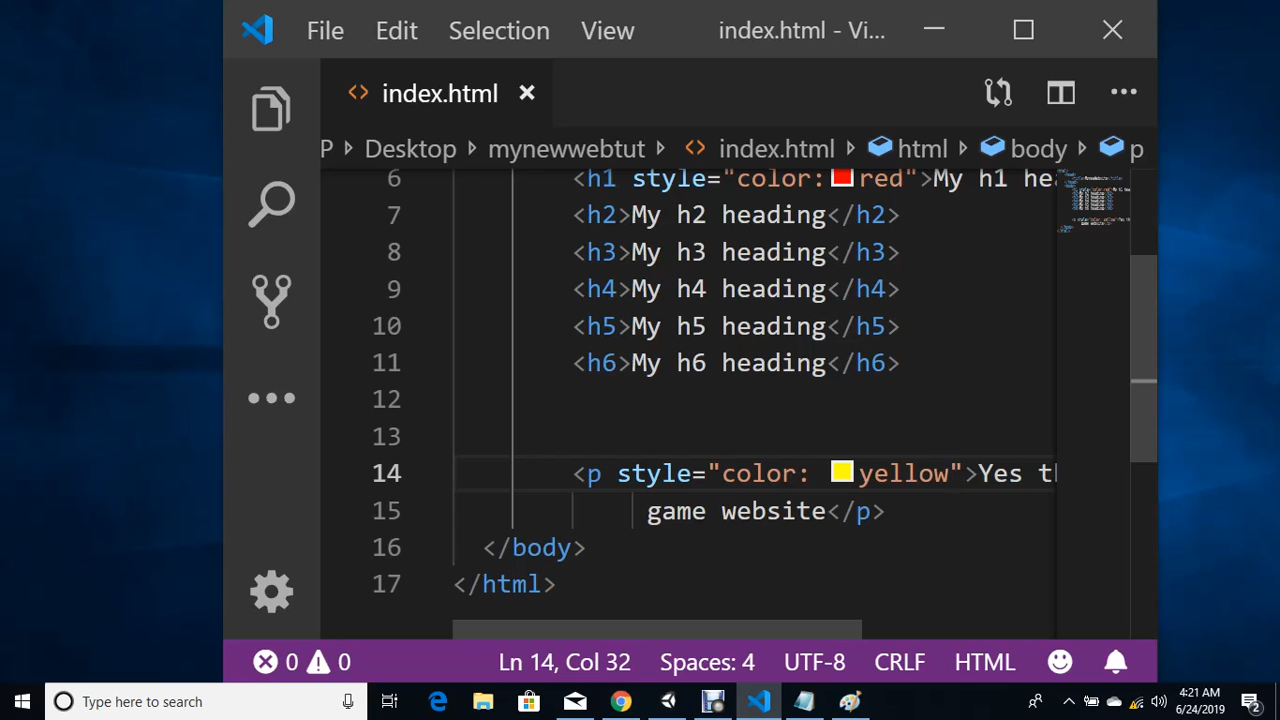 File Edit Selection View index.html - Vi...
index.html
P Desktop mynewwebtut index.html html body p
6 <h1 style="color: red">My h1 hea
7 <h2>My h2 heading</h2>
8 <h3>My h3 heading</h3>
9 <h4>My h4 heading</h4>
10 <h5>My h5 heading</h5>
11 <h6>My h6 heading</h6>
12
13
14 <p style="color: yellow">Yes th
15 game website</p>
16 </body>
17 </html>
0 0 Ln 14, Col 32 Spaces: 4 UTF-8 CRLF HTML
Type here to search
4:21 AM
6/24/2019
2